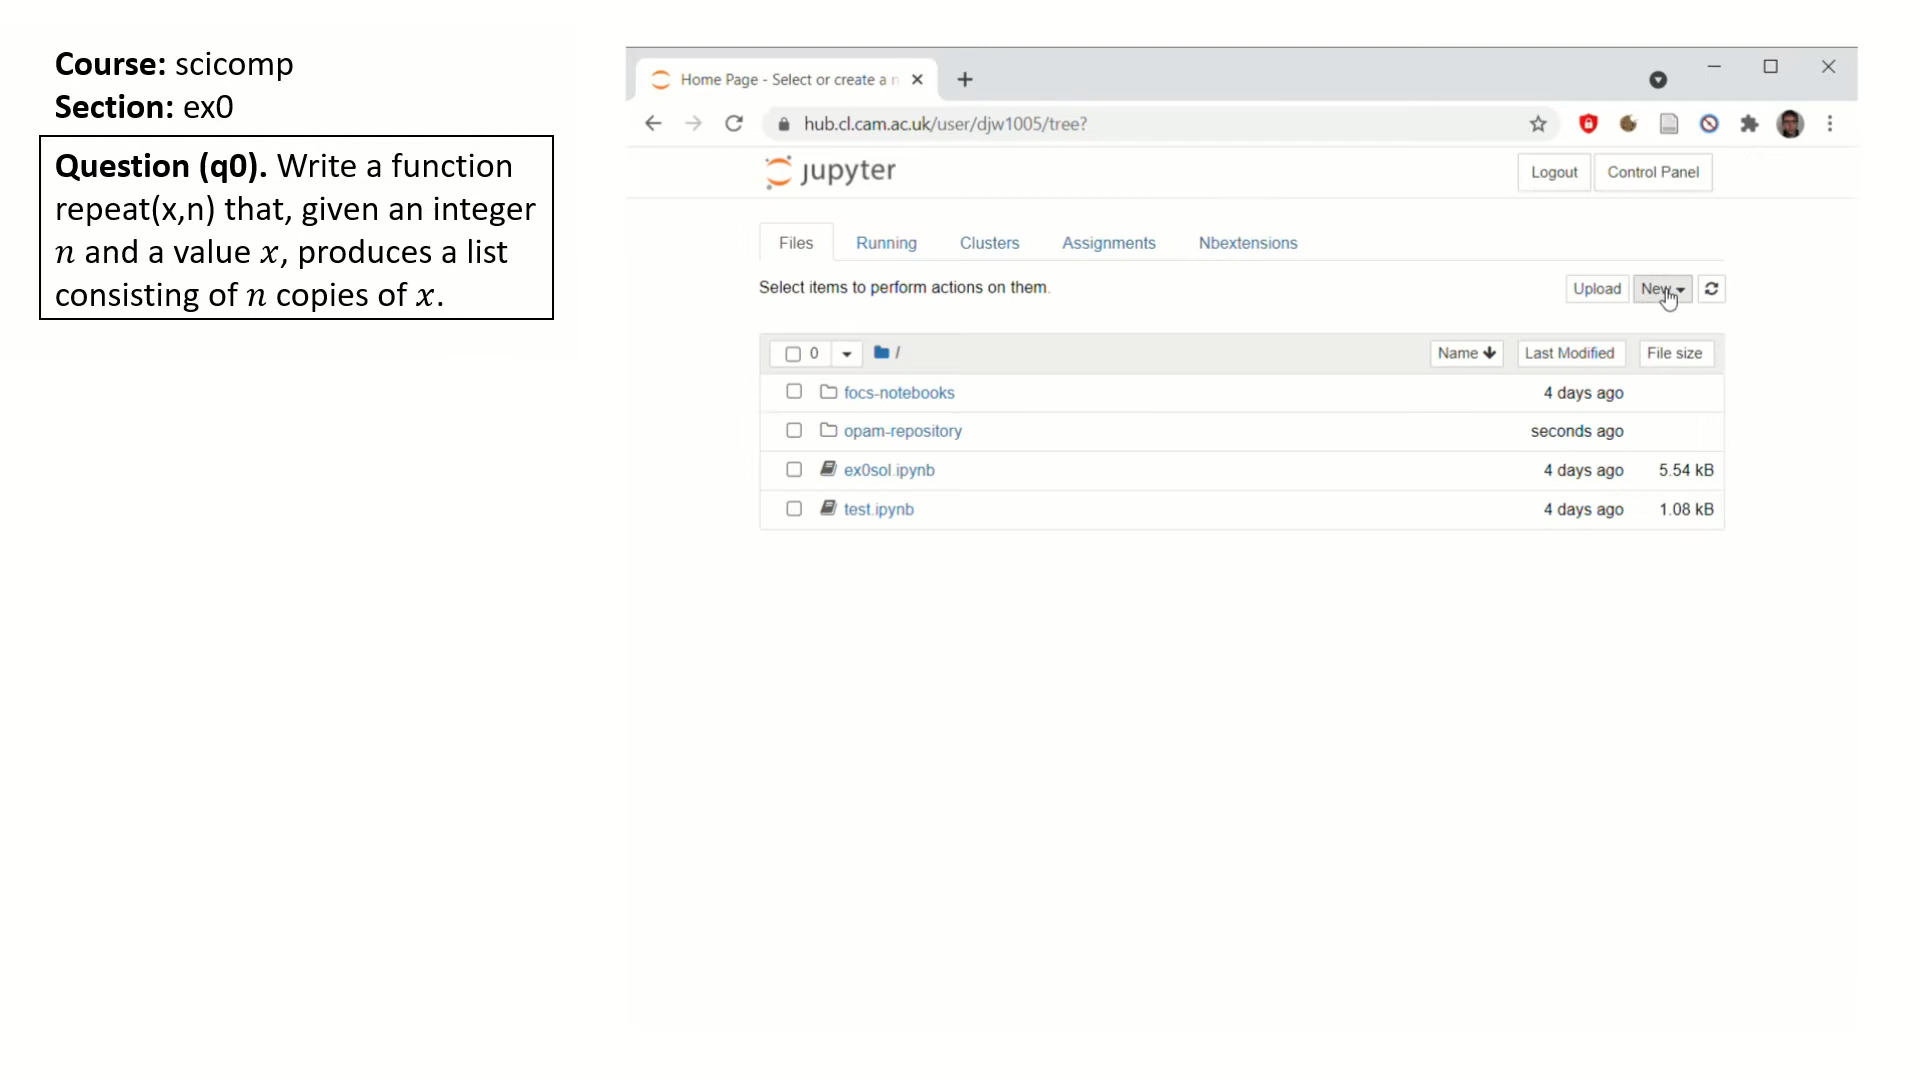 Course: scicomp
Section: ex0
Question (q0). Write a function
repeat(x,n) that, given an integer
n and a value x, produces a list
consisting of n copies of x.
Home Page - Select or create a n
hub.cl.cam.ac.uk/user/djw1005/tree?
jupyter
Logout Control Panel
Files Running Clusters Assignments Nbextensions
Select items to perform actions on them.
Upload New
0 / Name Last Modified File size
focs-notebooks 4 days ago
opam-repository seconds ago
ex0sol.ipynb 4 days ago 5.54 kB
test.ipynb 4 days ago 1.08 kB